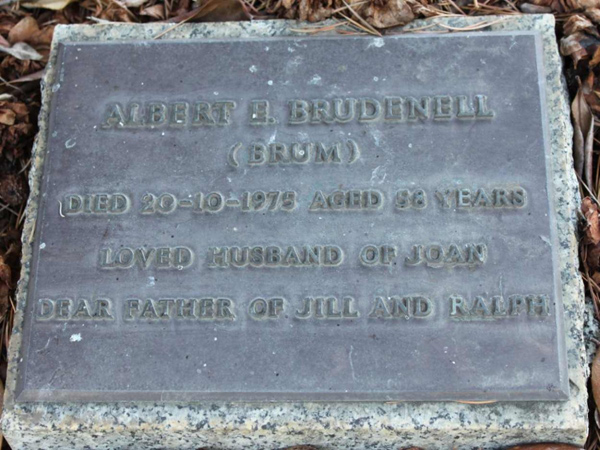 ALBERT E. BRUDENELL
(BRUM)
DIED 20-10-1975 AGED 58 YEARS
LOVED HUSBAND OF JOAN
DEAR FATHER OF JILL AND RALPH